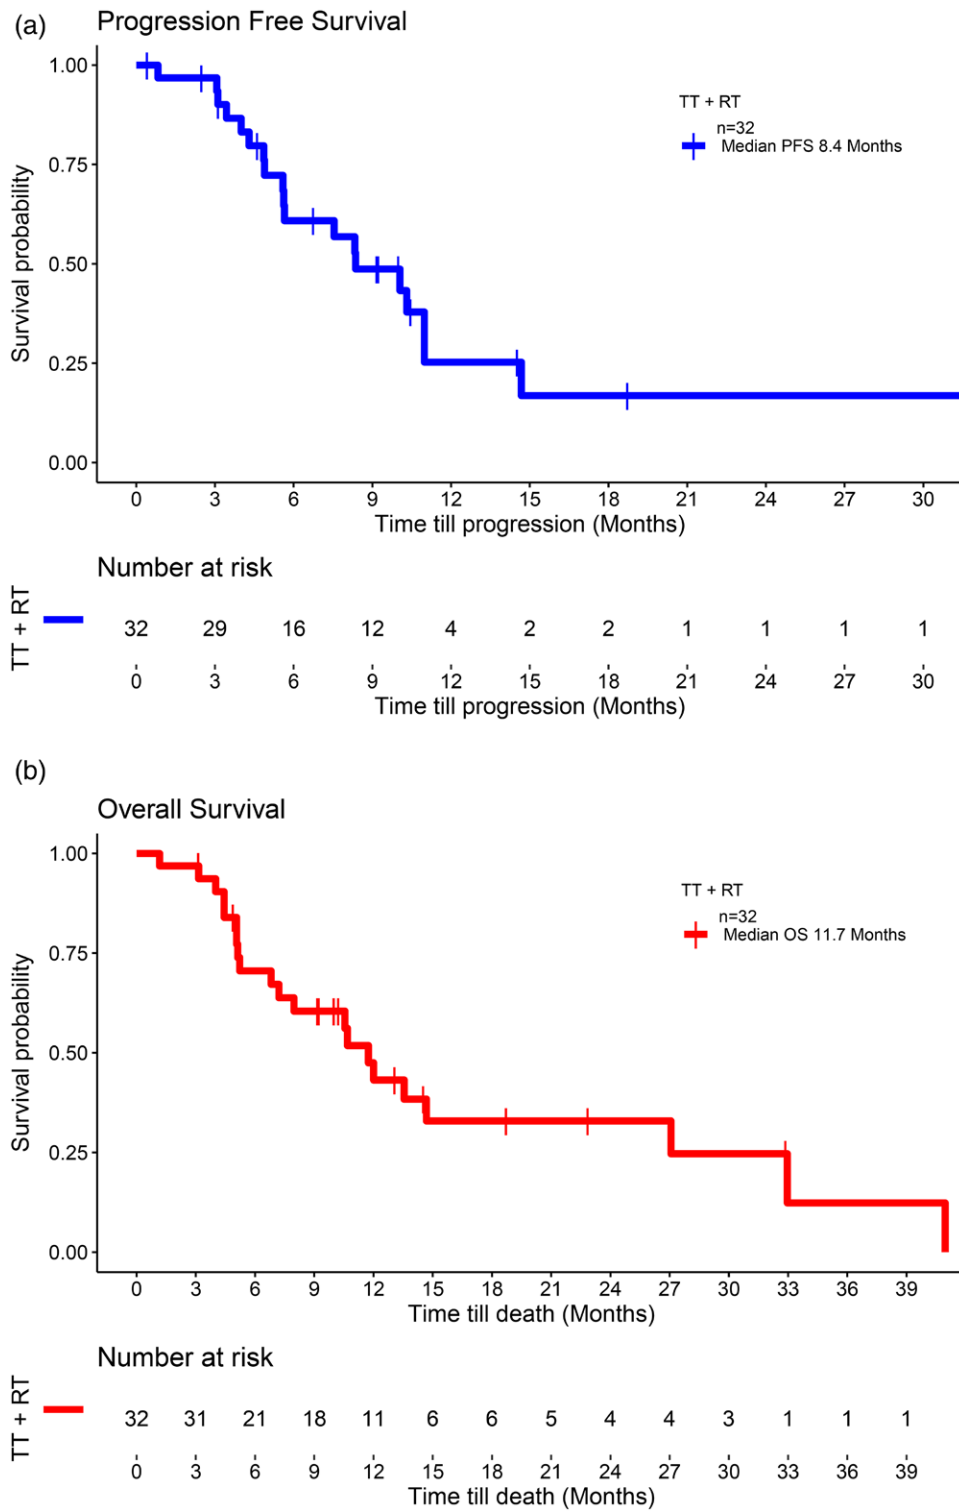 (a)
Progression Free Survival
1.00
0.75
0.50
0.25
0.00
Survival probability
TT + RT
n=32
Median PFS 8.4 Months
0 3 6 9 12 15 18 21 24 27 30
Time till progression (Months)
Number at risk
TT + RT
32 29 16 12 4 2 2 1 1 1 1
0 3 6 9 12 15 18 21 24 27 30
Time till progression (Months)
(b)
Overall Survival
1.00
0.75
0.50
0.25
0.00
Survival probability
TT + RT
n=32
Median OS 11.7 Months
0 3 6 9 12 15 18 21 24 27 30 33 36 39
Time till death (Months)
Number at risk
TT + RT
32 31 21 18 11 6 6 5 4 4 3 1 1 1
0 3 6 9 12 15 18 21 24 27 30 33 36 39
Time till death (Months)